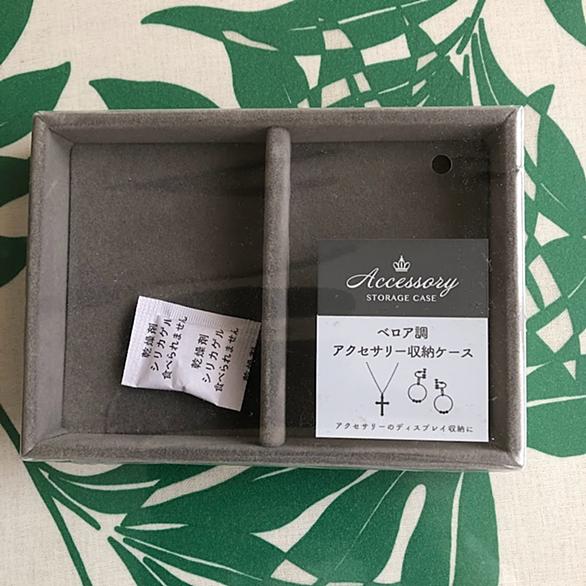 Accessory
STORAGE CASE
ベロア調
アクセサリー収納ケース
アクセサリーのディスプレイ収納に
乾燥剤
シリカゲル
食べられません
乾燥剤
シリカゲル
食べられません